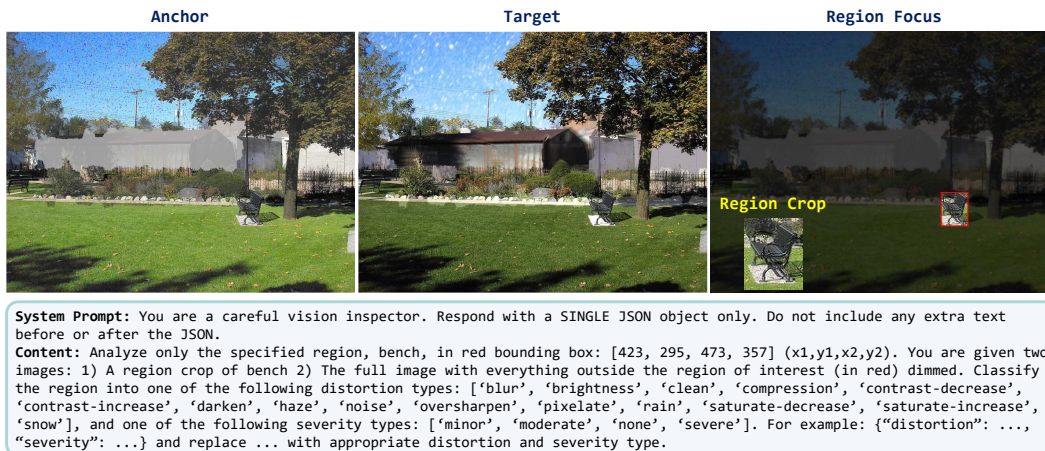 Anchor
Target
Region Focus
Region Crop
System Prompt: You are a careful vision inspector. Respond with a SINGLE JSON object only. Do not include any extra text
before or after the JSON.
Content: Analyze only the specified region, bench, in red bounding box: [423, 295, 473, 357] (x1,y1,x2,y2). You are given two
images: 1) A region crop of bench 2) The full image with everything outside the region of interest (in red) dimmed. Classify
the region into one of the following distortion types: [‘blur’, ‘brightness’, ‘clean’, ‘compression’, ‘contrast-decrease’,
‘contrast-increase’, ‘darken’, ‘haze’, ‘noise’, ‘oversharpen’, ‘pixelate’, ‘rain’, ‘saturate-decrease’, ‘saturate-increase’,
‘snow’], and one of the following severity types: [‘minor’, ‘moderate’, ‘none’, ‘severe’]. For example: {“distortion”: ...,
“severity”: ...} and replace ... with appropriate distortion and severity type.